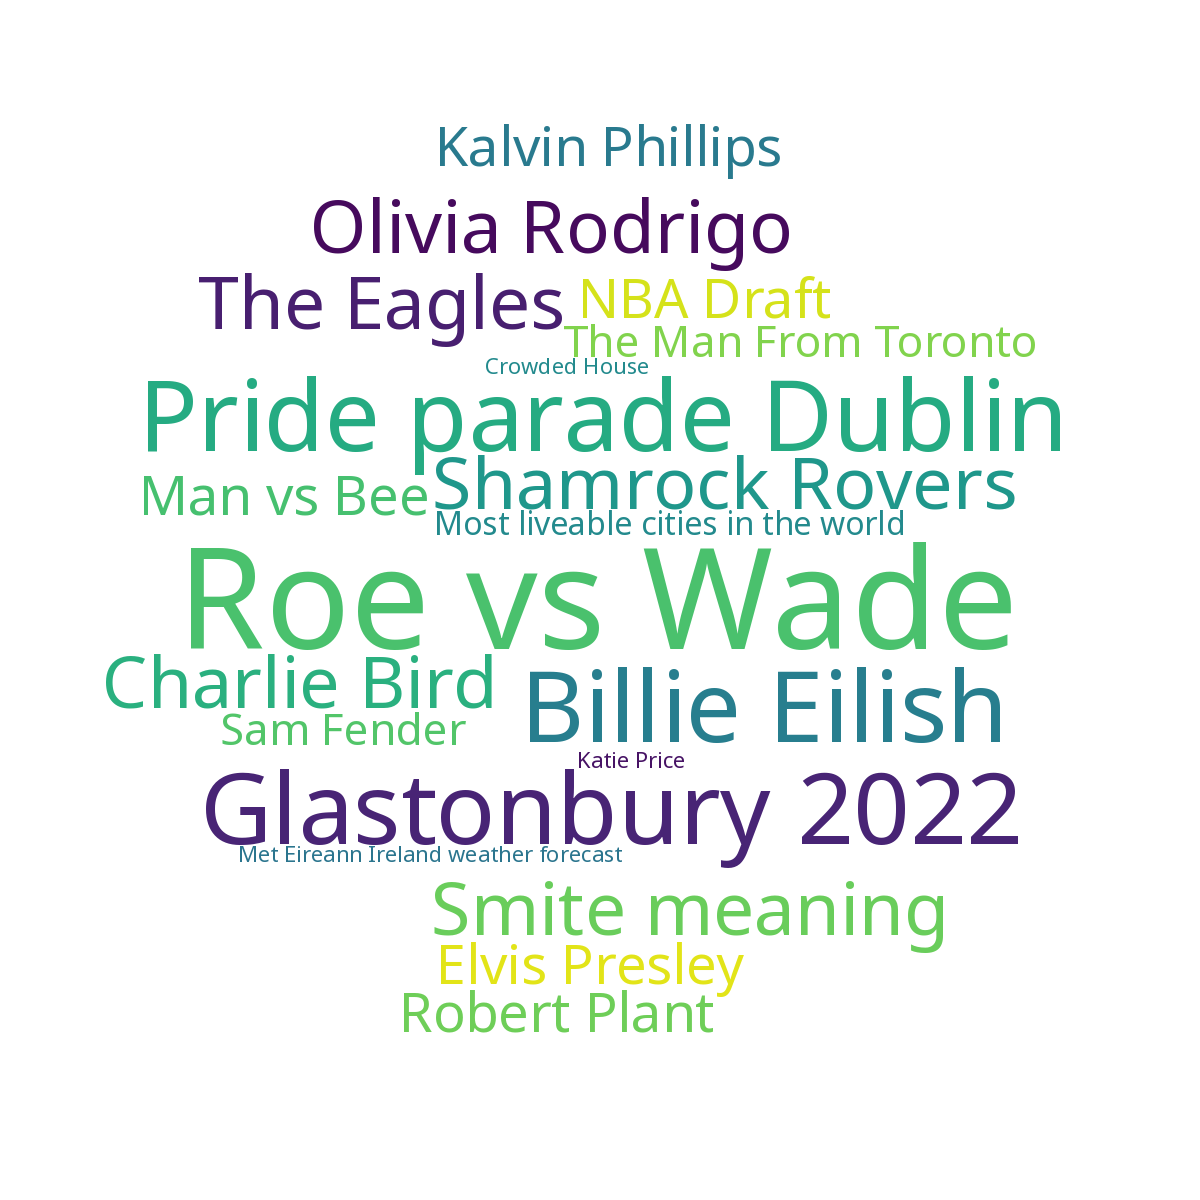 Kalvin Phillips
Olivia Rodrigo
The Eagles
NBA Draft
The Man From Toronto
Crowded House
Pride parade Dublin
Shamrock Rovers
Man vs Bee
Most liveable cities in the world
Roe vs Wade
Charlie Bird
Billie Eilish
Sam Fender
Katie Price
Glastonbury 2022
Met Eireann Ireland weather forecast
Smite meaning
Elvis Presley
Robert Plant